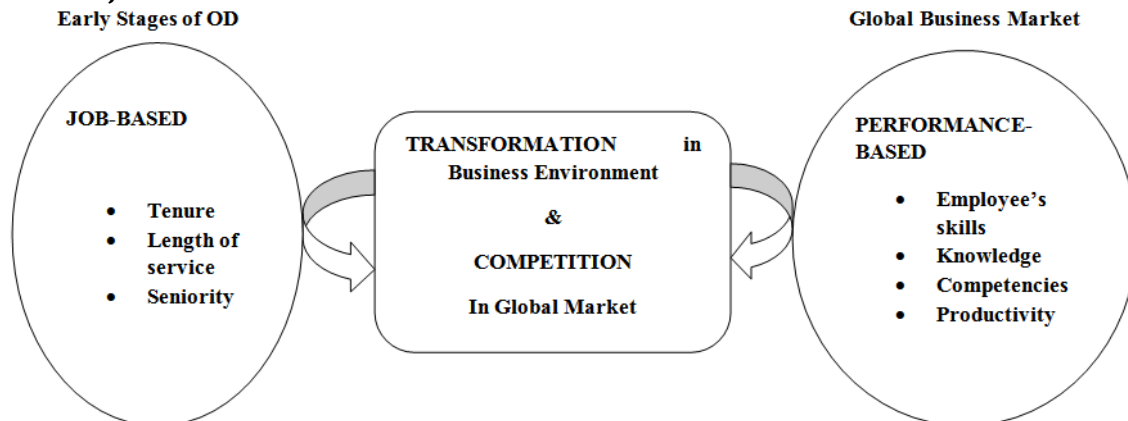 Early Stages of OD
Global Business Market
JOB-BASED
• Tenure
• Length of
service
• Seniority
TRANSFORMATION in
Business Environment
&
COMPETITION
In Global Market
PERFORMANCE-
BASED
• Employee's
skills
• Knowledge
• Competencies
• Productivity